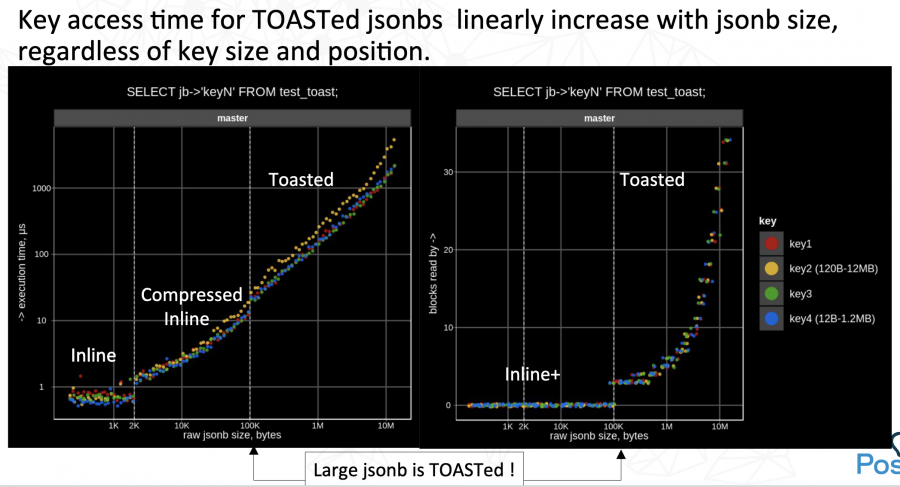 Key access time for TOASTed jsonbs linearly increase with jsonb size,
regardless of key size and position.
SELECT jb->'keyN' FROM test_toast;
master
-> execution time, µs
1000
100
10
1
Inline
Compressed
Inline
Toasted
1K 2K 10K 100K 1M 10M
raw jsonb size, bytes
SELECT jb->'keyN' FROM test_toast;
master
blocks read by ->
30
20
10
0
Inline+
Toasted
1K 2K 10K 100K 1M 10M
raw jsonb size, bytes
key
key1
key2 (120B-12MB)
key3
key4 (12B-1.2MB)
Large jsonb is TOASTed !
Pos